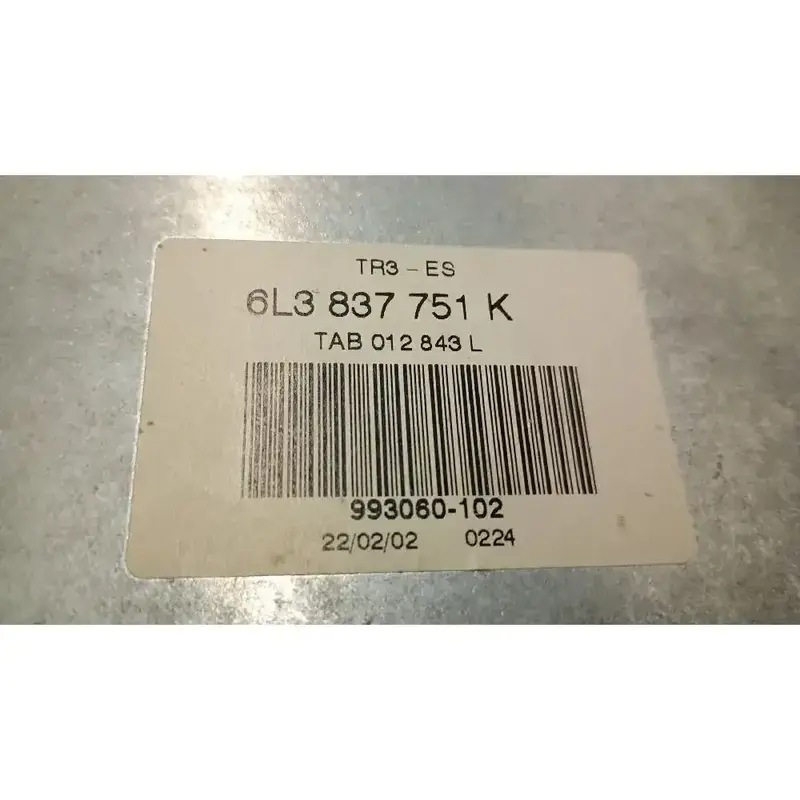 TR3 - ES
6L3 837 751 K
TAB 012 843 L
993060-102
22/02/02 0224